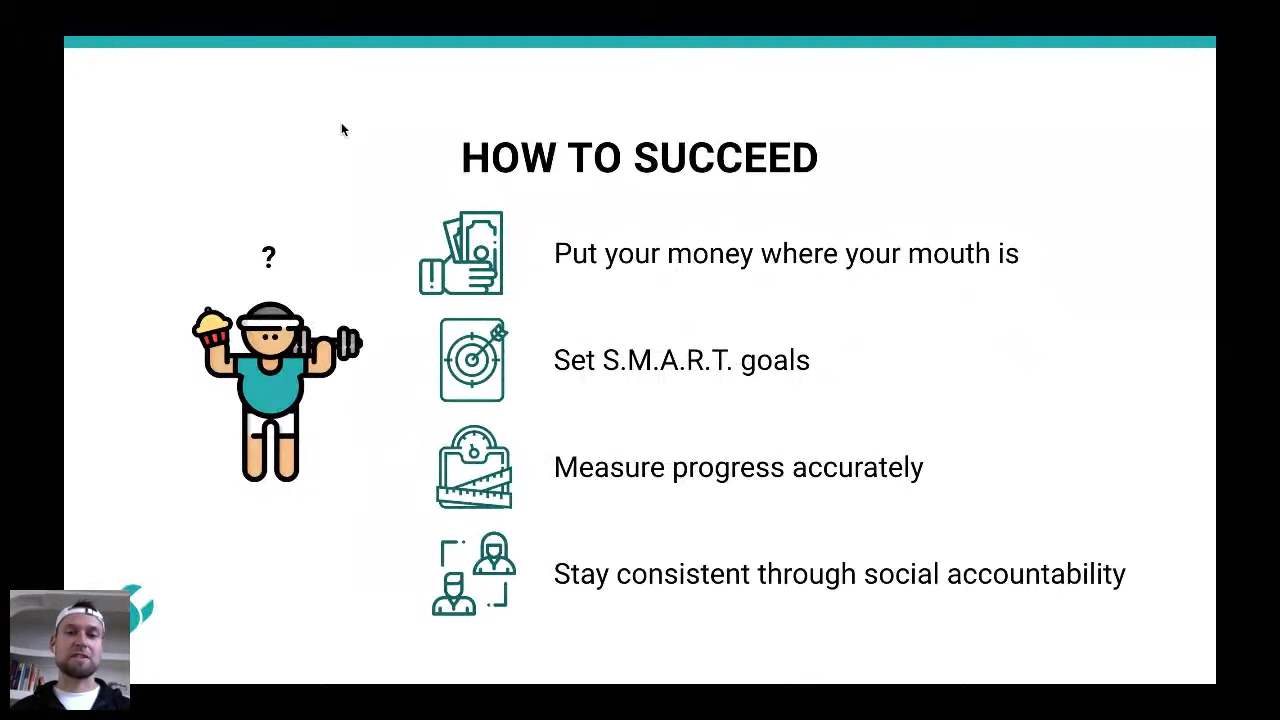 HOW TO SUCCEED
?
Put your money where your mouth is
Set S.M.A.R.T. goals
Measure progress accurately
Stay consistent through social accountability